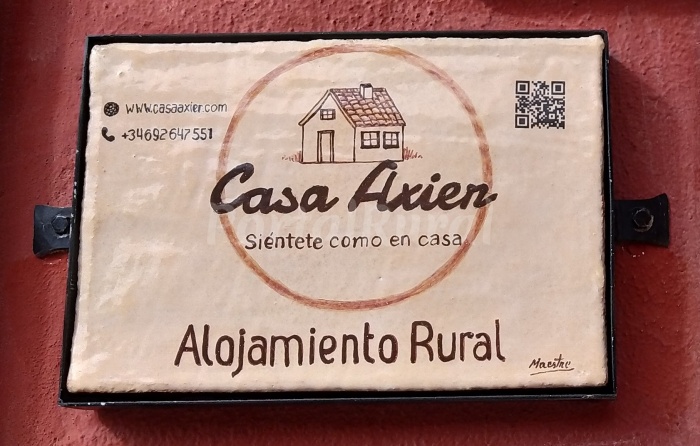 www.casaaxier.com
+34692647551
Casa Axier
Siéntete como en casa
Alojamiento Rural
Maestre